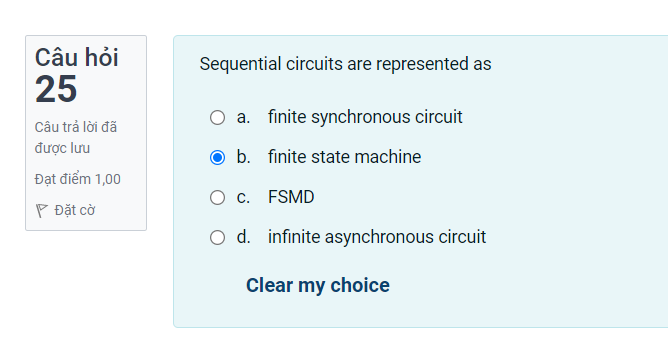 Câu hỏi
25
Câu trả lời đã
được lưu
Đạt điểm 1,00
Đặt cờ
Sequential circuits are represented as
a. finite synchronous circuit
b. finite state machine
c. FSMD
d. infinite asynchronous circuit
Clear my choice